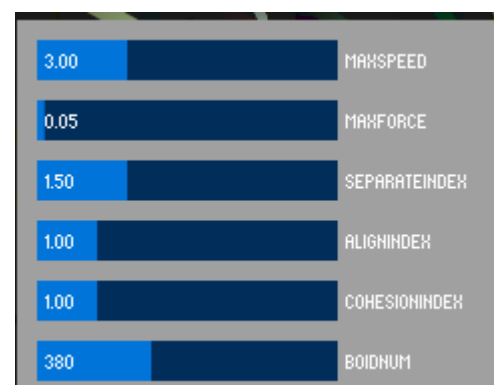 3.00 MAXSPEED
0.05 MAXFORCE
1.50 SEPARATEINDEX
1.00 ALIGNINDEX
1.00 COHESIONINDEX
380 BOIDNUM